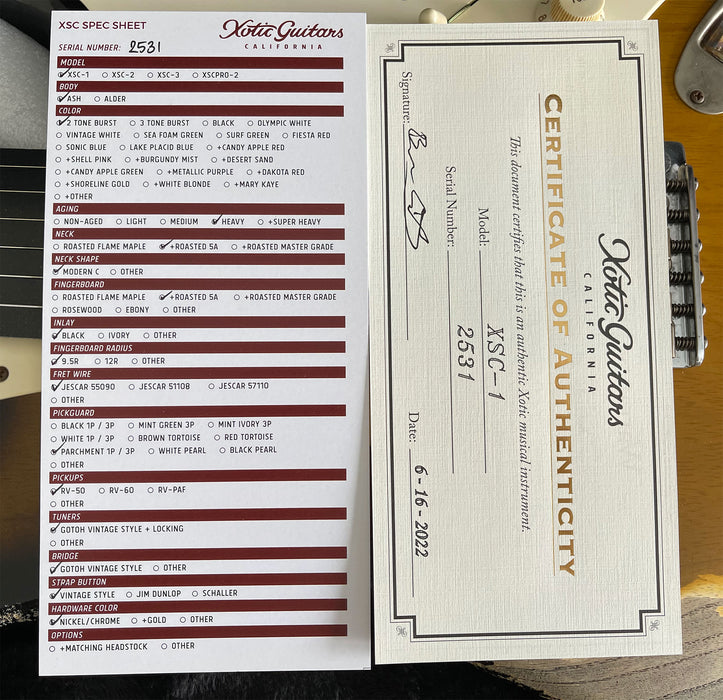 XSC SPEC SHEET
Xotic Guitars
CALIFORNIA
SERIAL NUMBER: 2531
MODEL
XSC-1 XSC-2 XSC-3 XSCPRO-2
BODY
ASH ALDER
COLOR
2 TONE BURST 3 TONE BURST BLACK OLYMPIC WHITE
VINTAGE WHITE SEA FOAM GREEN SURF GREEN FIESTA RED
SONIC BLUE LAKE PLACID BLUE +CANDY APPLE RED
+SHELL PINK +BURGUNDY MIST +DESERT SAND
+CANDY APPLE GREEN +METALLIC PURPLE +DAKOTA RED
+SHORELINE GOLD +WHITE BLONDE +MARY KAYE
+OTHER
AGING
NON-AGED LIGHT MEDIUM HEAVY +SUPER HEAVY
NECK
ROASTED FLAME MAPLE +ROASTED 5A +ROASTED MASTER GRADE
NECK SHAPE
MODERN C OTHER
FINGERBOARD
ROASTED FLAME MAPLE +ROASTED 5A +ROASTED MASTER GRADE
ROSEWOOD EBONY OTHER
INLAY
BLACK IVORY OTHER
FINGERBOARD RADIUS
9.5R 12R OTHER
FRET WIRE
JESCAR 55090 JESCAR 51108 JESCAR 57110
OTHER
PICKGUARD
BLACK 1P / 3P MINT GREEN 3P MINT IVORY 3P
WHITE 1P / 3P BROWN TORTOISE RED TORTOISE
PARCHMENT 1P / 3P WHITE PEARL BLACK PEARL
OTHER
PICKUPS
RV-50 RV-60 RV-PAF
OTHER
TUNERS
GOTOH VINTAGE STYLE + LOCKING
OTHER
BRIDGE
GOTOH VINTAGE STYLE OTHER
STRAP BUTTON
VINTAGE STYLE JIM DUNLOP SCHALLER
HARDWARE COLOR
NICKEL/CHROME +GOLD OTHER
OPTIONS
+MATCHING HEADSTOCK OTHER
Xotic Guitars
CALIFORNIA
CERTIFICATE OF AUTHENTICITY
This document certifies that this is an authentic Xotic musical instrument.
Model: XSC-1
Serial Number: 2531
Signature: Date: 6-16-2022